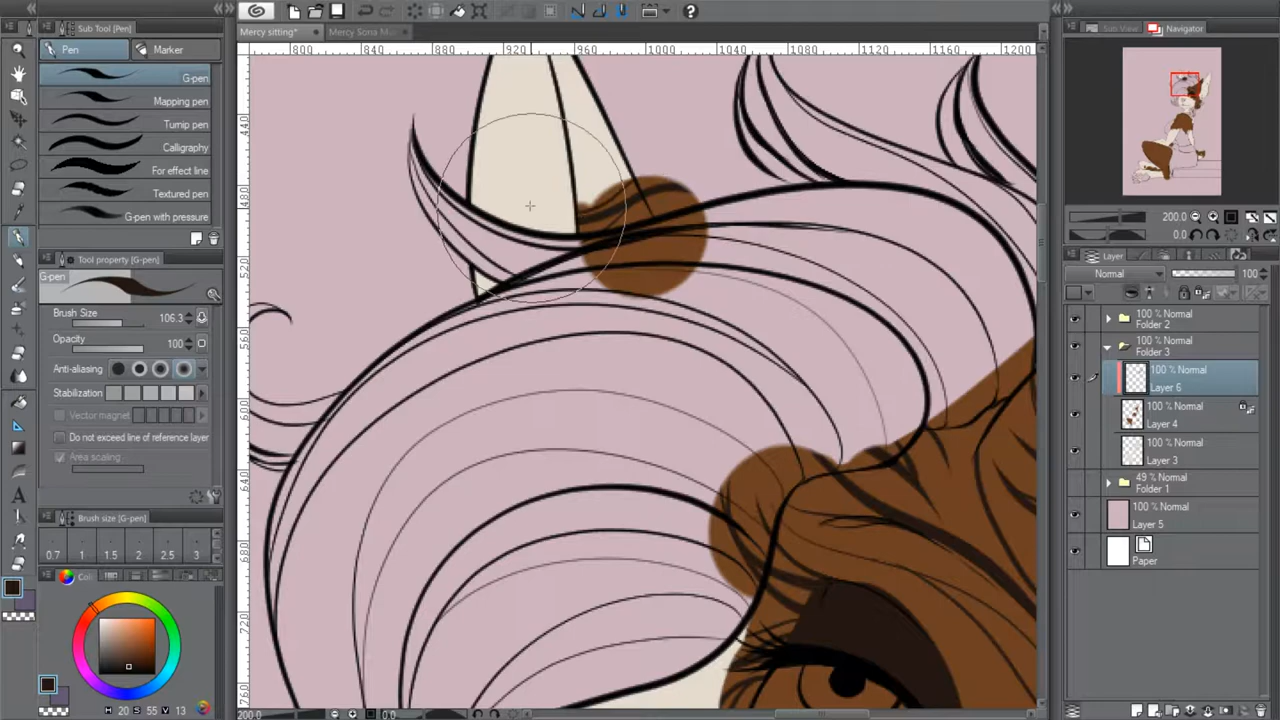 Sub Tool [Pen]
Pen
Marker
G-pen
Mapping pen
Turnip pen
Calligraphy
For effect line
Textured pen
G-pen with pressure
Tool property [G-pen]
G-pen
Brush Size 106.3
Opacity 100
Anti-aliasing
Stabilization
Vector magnet
Do not exceed line of reference layer
Area scaling
Brush size [G-pen]
0.7 1 1.5 2 2.5 3
H 20 S 55 V 13
Mercy sitting*
800 840 880 920 960 1000 1040 1080 1120 1160 1200
440
480
520
560
600
640
680
720
760
200.0
0.0
Sub View
Navigator
200.0
0.0
Layer
Normal 100
100 % Normal
Folder 2
100 % Normal
Folder 3
100 % Normal
Layer 6
100 % Normal
Layer 4
100 % Normal
Layer 3
49 % Normal
Folder 1
100 % Normal
Layer 5
Paper